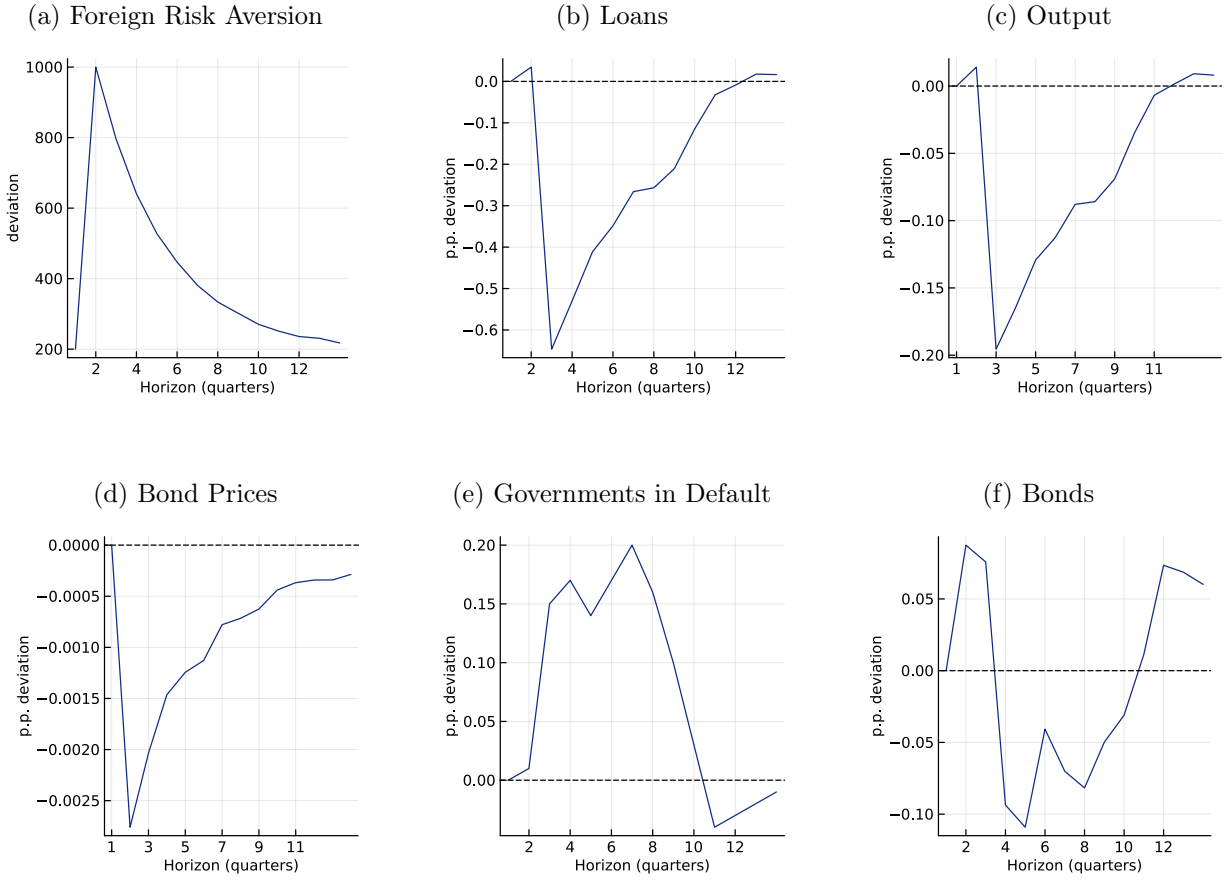 (a) Foreign Risk Aversion
(b) Loans
(c) Output
1000
800
600
400
200
deviation
2 4 6 8 10 12
Horizon (quarters)
0.0
−0.1
−0.2
−0.3
−0.4
−0.5
−0.6
p.p. deviation
2 4 6 8 10 12
Horizon (quarters)
0.00
−0.05
−0.10
−0.15
−0.20
p.p. deviation
1 3 5 7 9 11
Horizon (quarters)
(d) Bond Prices
(e) Governments in Default
(f) Bonds
0.0000
−0.0005
−0.0010
−0.0015
−0.0020
−0.0025
p.p. deviation
1 3 5 7 9 11
Horizon (quarters)
0.20
0.15
0.10
0.05
0.00
p.p. deviation
2 4 6 8 10 12
Horizon (quarters)
0.05
0.00
−0.05
−0.10
p.p. deviation
2 4 6 8 10 12
Horizon (quarters)